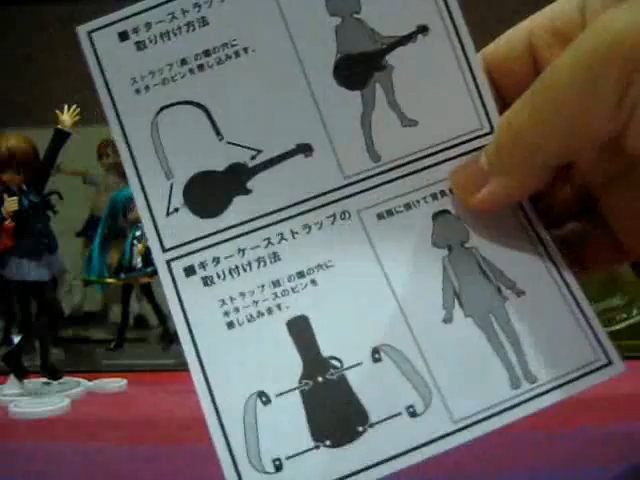 ■ギターストラップの
取り付け方法
ストラップ(長)の端の穴に
ギターのピンを差し込みます。
■ギターケースストラップの
取り付け方法
ストラップ(短)の端の穴に
ギターケースのピンを
差し込みます。
両肩に掛けて背負